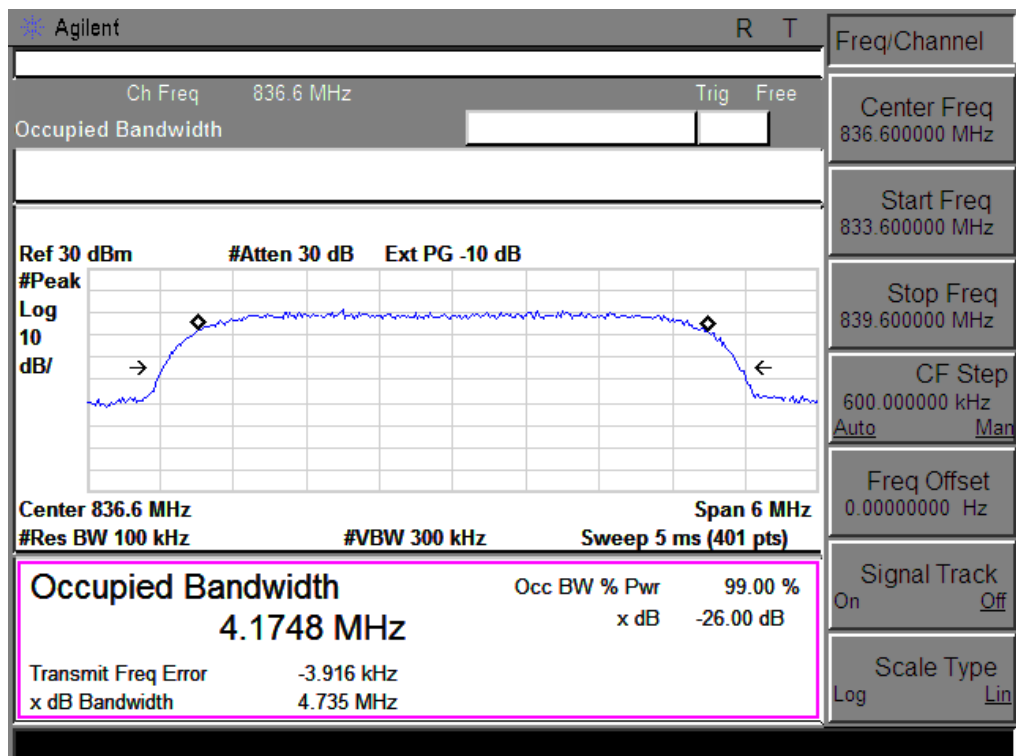 Agilent R T
Ch Freq 836.6 MHz Trig Free
Occupied Bandwidth
Ref 30 dBm #Atten 30 dB Ext PG -10 dB
#Peak
Log
10
dB/
Center 836.6 MHz Span 6 MHz
#Res BW 100 kHz #VBW 300 kHz Sweep 5 ms (401 pts)
Occupied Bandwidth Occ BW % Pwr 99.00 %
4.1748 MHz x dB -26.00 dB
Transmit Freq Error -3.916 kHz
x dB Bandwidth 4.735 MHz
Freq/Channel
Center Freq
836.600000 MHz
Start Freq
833.600000 MHz
Stop Freq
839.600000 MHz
CF Step
600.000000 kHz
Auto Man
Freq Offset
0.00000000 Hz
Signal Track
On Off
Scale Type
Log Lin